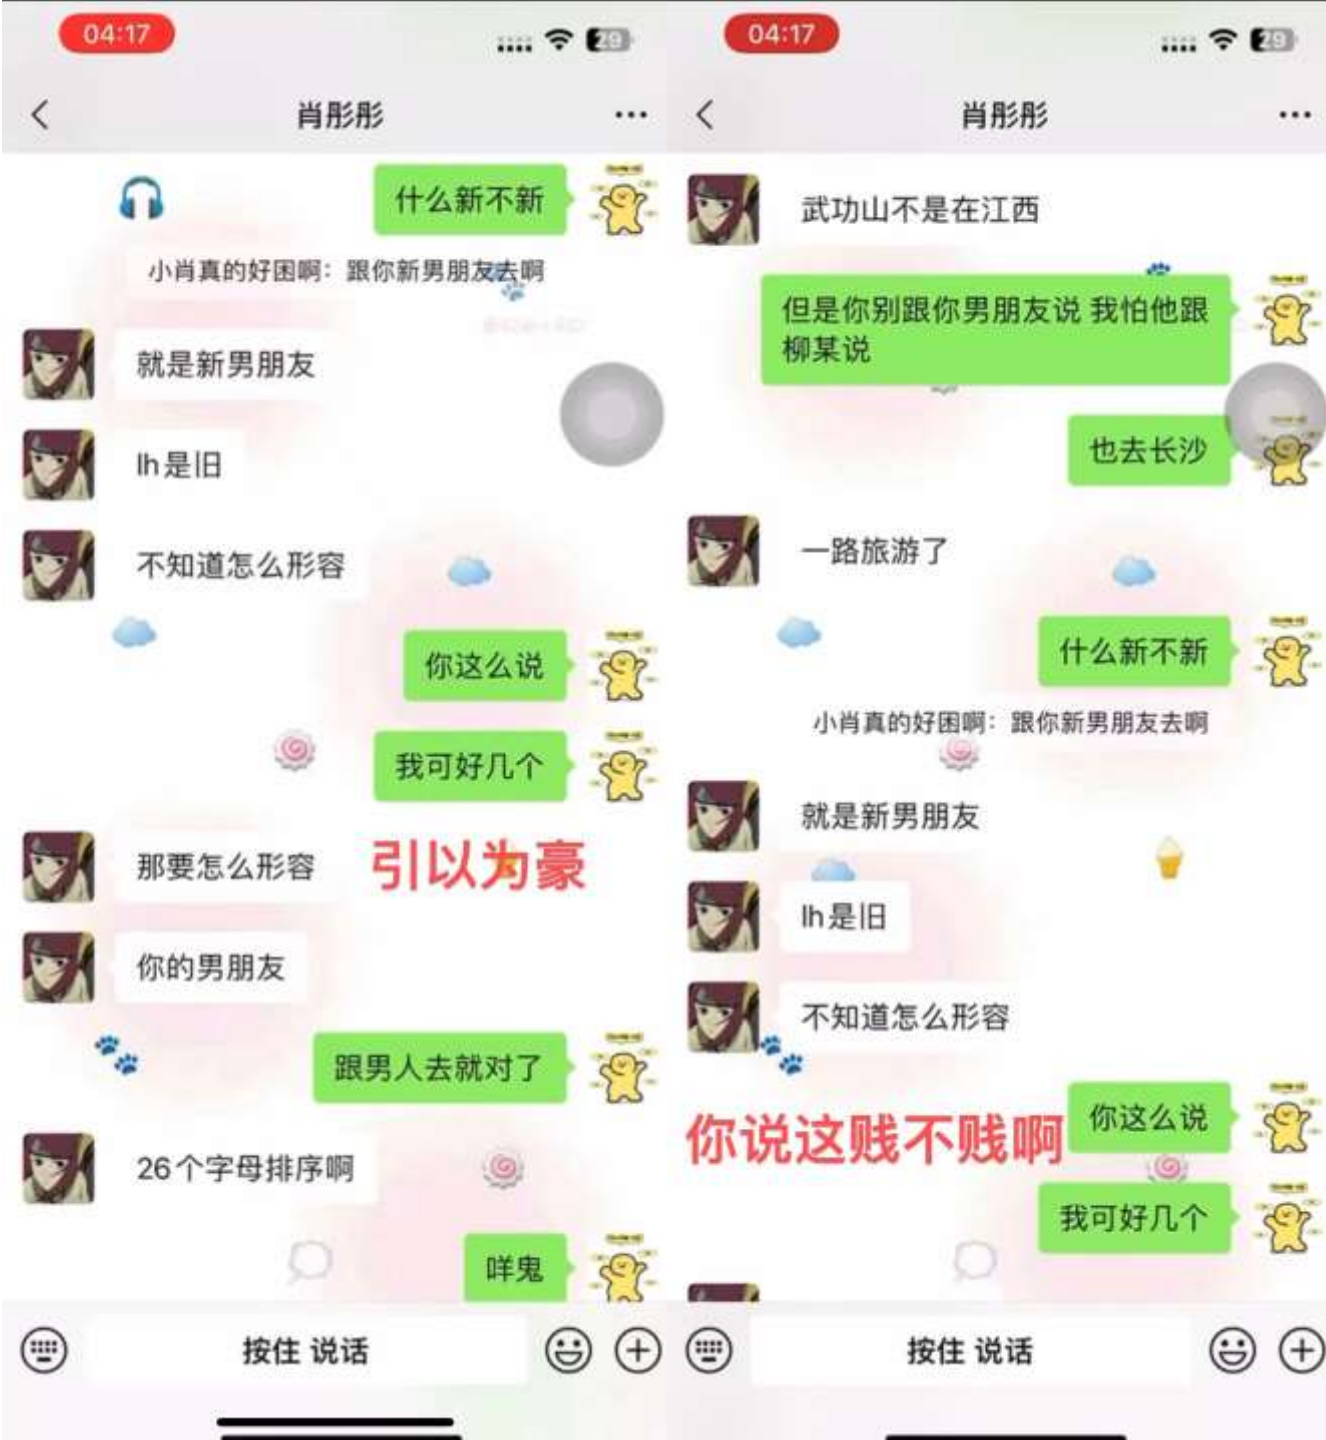 04:17
29
肖彤彤
什么新不新
小肖真的好困啊：跟你新男朋友去啊
就是新男朋友
lh是旧
不知道怎么形容
你这么说
我可好几个
那要怎么形容
引以为豪
你的男朋友
跟男人去就对了
26个字母排序啊
咩鬼
按住 说话
04:17
29
肖彤彤
武功山不是在江西
但是你别跟你男朋友说 我怕他跟
柳某说
也去长沙
一路旅游了
什么新不新
小肖真的好困啊：跟你新男朋友去啊
就是新男朋友
lh是旧
不知道怎么形容
你说这贱不贱啊
你这么说
我可好几个
按住 说话